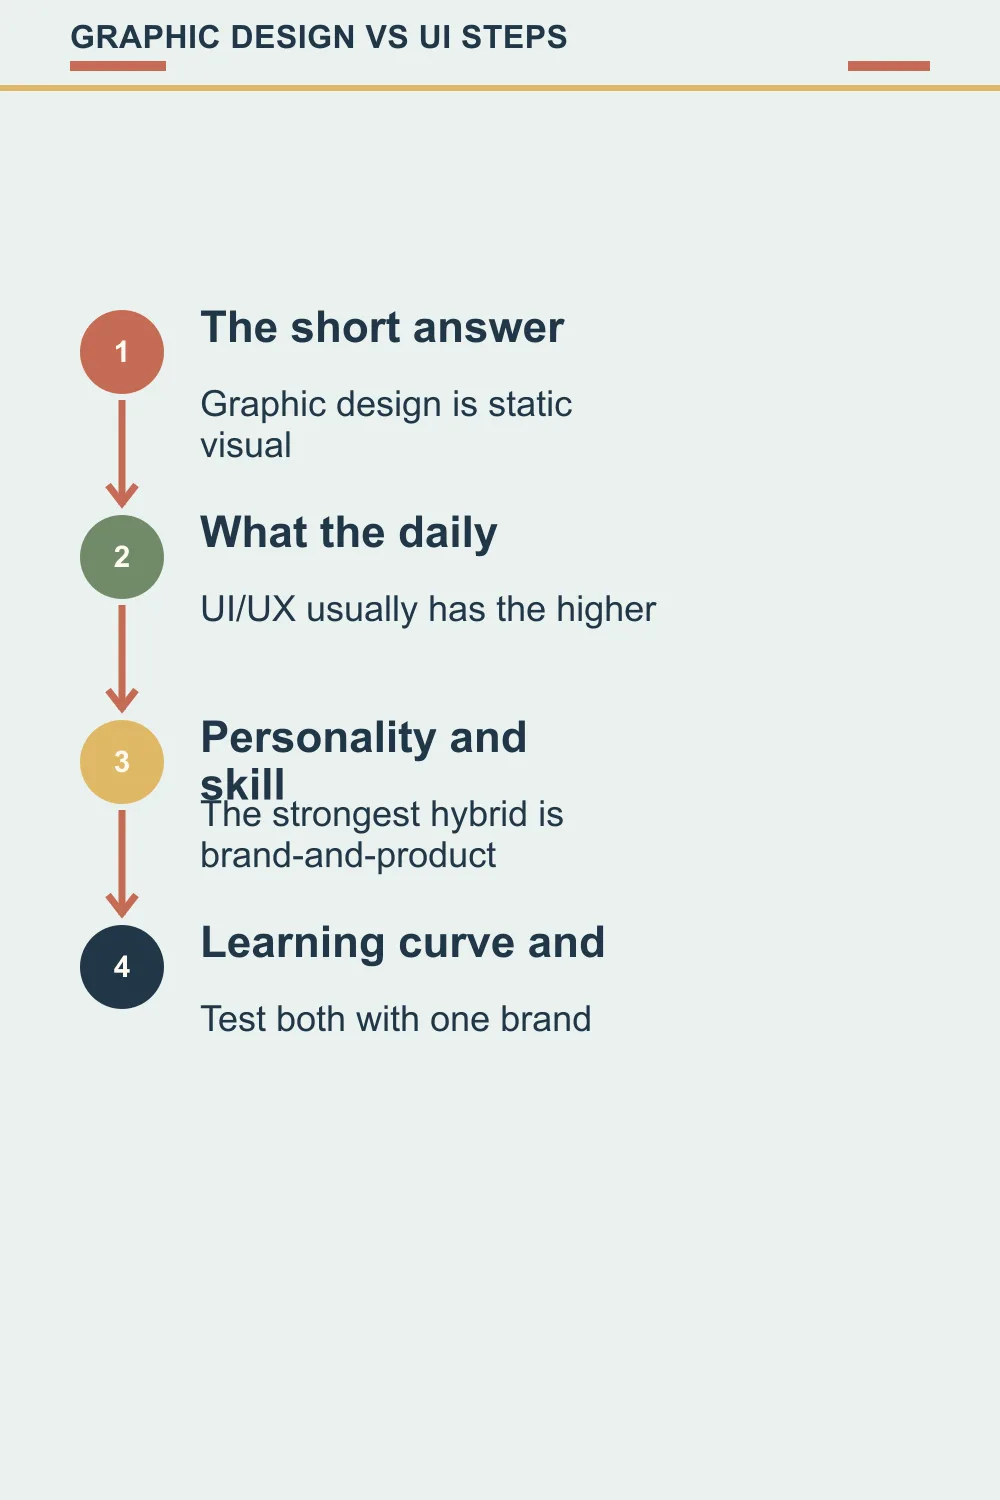 GRAPHIC DESIGN VS UI STEPS
1
The short answer
Graphic design is static
visual
2
What the daily
UI/UX usually has the higher
3
Personality and
skill
The strongest hybrid is
brand-and-product
4
Learning curve and
Test both with one brand